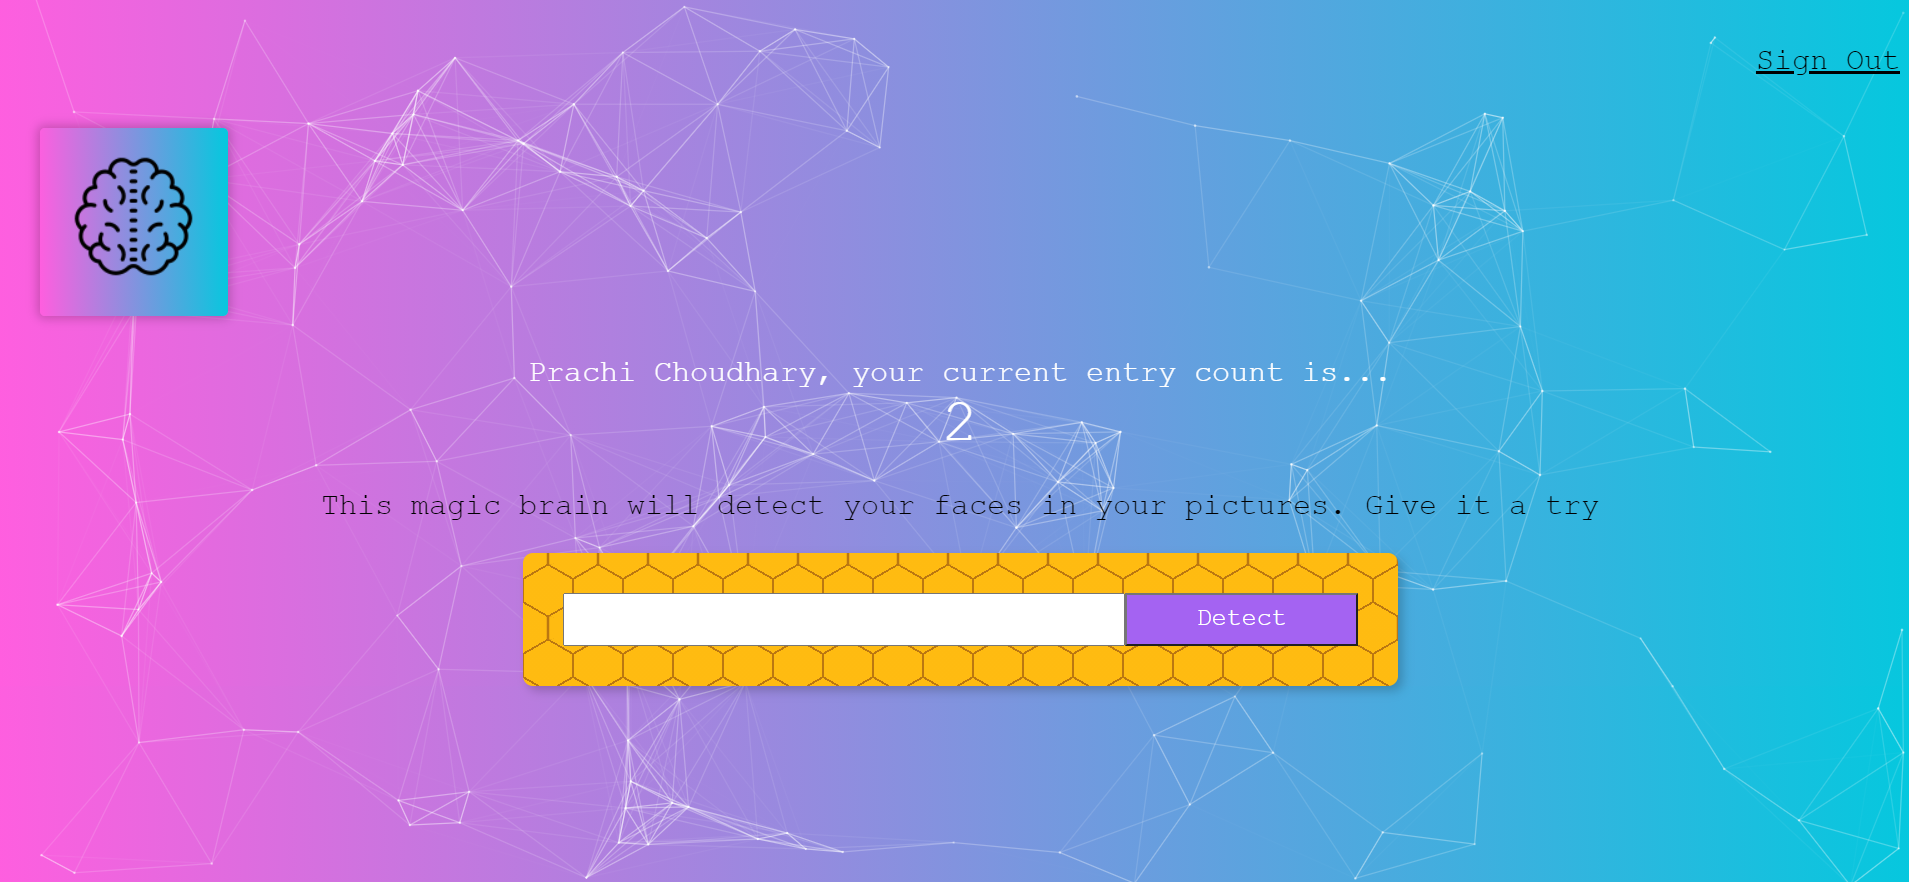 Sign Out
Prachi Choudhary, your current entry count is...
2
This magic brain will detect your faces in your pictures. Give it a try
Detect